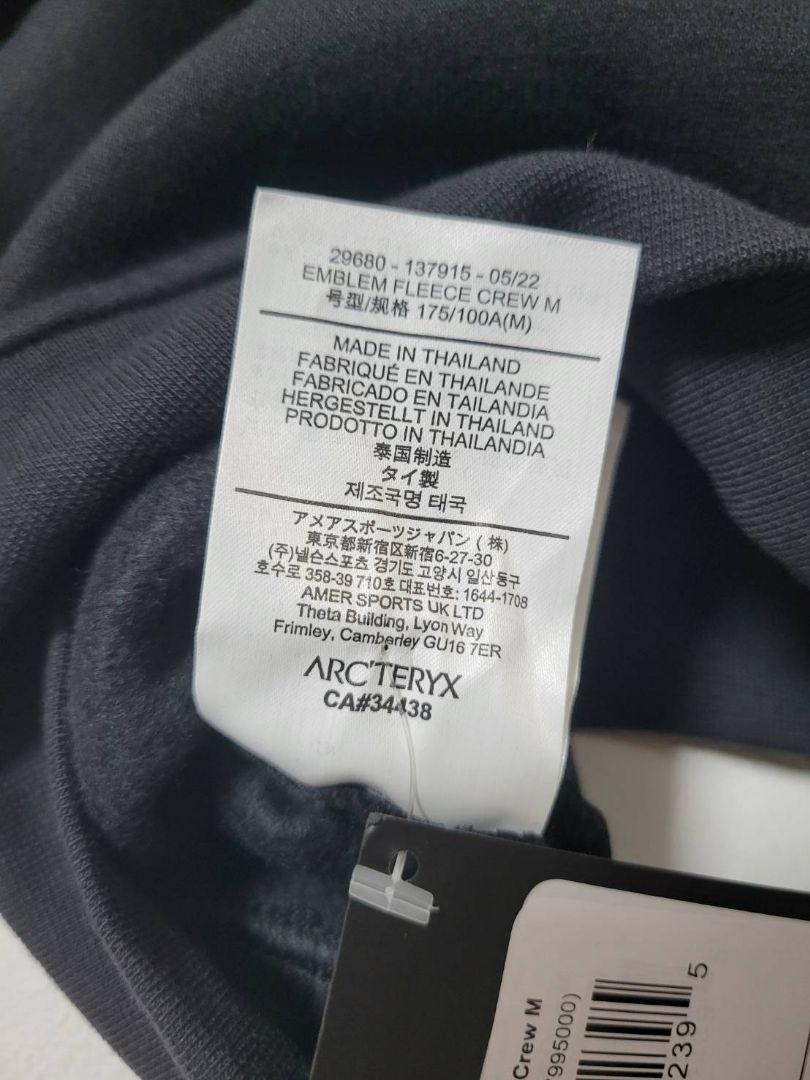 29680 - 137915 - 05/22
EMBLEM FLEECE CREW M
号型/规格 175/100A(M)
MADE IN THAILAND
FABRIQUÉ EN THAILANDE
FABRICADO EN TAILANDIA
HERGESTELLT IN THAILAND
PRODOTTO IN THAILANDIA
泰国制造
タイ製
제조국명 태국
アメアスポーツジャパン (株)
東京都新宿区新宿6-27-30
(주)넬슨스포츠 경기도 고양시 일산동구
호수로 358-39 710호 대표번호: 1644-1708
AMER SPORTS UK LTD
Theta Building, Lyon Way
Frimley, Camberley GU16 7ER
ARC'TERYX
CA#34438
Crew M
995000)
239
5